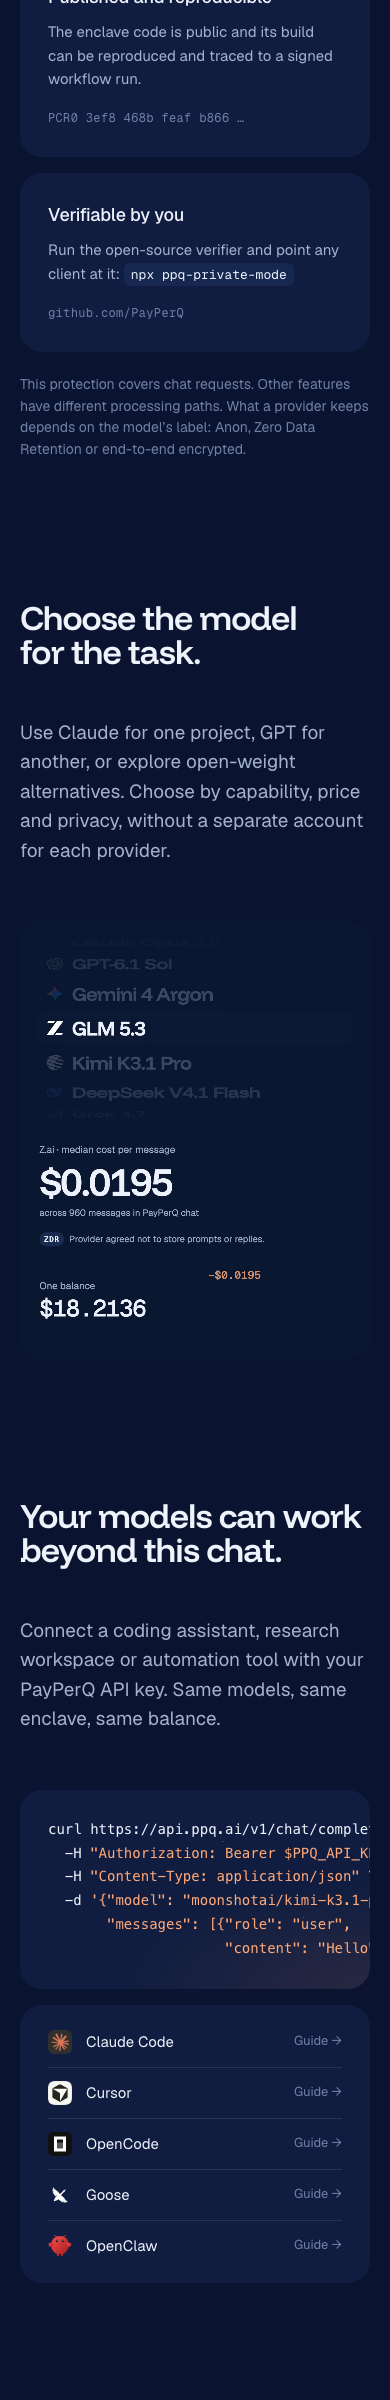 Published and reproducible
The enclave code is public and its build
can be reproduced and traced to a signed
workflow run.
PCR0 3ef8 468b feaf b866 …
Verifiable by you
Run the open-source verifier and point any
client at it: npx ppq-private-mode
github.com/PayPerQ
This protection covers chat requests. Other features
have different processing paths. What a provider keeps
depends on the model's label: Anon, Zero Data
Retention or end-to-end encrypted.
Choose the model
for the task.
Use Claude for one project, GPT for
another, or explore open-weight
alternatives. Choose by capability, price
and privacy, without a separate account
for each provider.
Claude Opus
GPT-6.1 Sol
Gemini 4 Argon
GLM 5.3
Kimi K3.1 Pro
DeepSeek V4.1 Flash
Grok 4.7
Z.ai · median cost per message
$0.0195
across 960 messages in PayPerQ chat
ZDR Provider agreed not to store prompts or replies.
−$0.0195
One balance
$18.2136
Your models can work
beyond this chat.
Connect a coding assistant, research
workspace or automation tool with your
PayPerQ API key. Same models, same
enclave, same balance.
curl https://api.ppq.ai/v1/chat/complet
-H "Authorization: Bearer $PPQ_API_K
-H "Content-Type: application/json"
-d '{"model": "moonshotai/kimi-k3.1-p
"messages": [{"role": "user",
"content": "Hello"
Claude Code Guide →
Cursor Guide →
OpenCode Guide →
Goose Guide →
OpenClaw Guide →